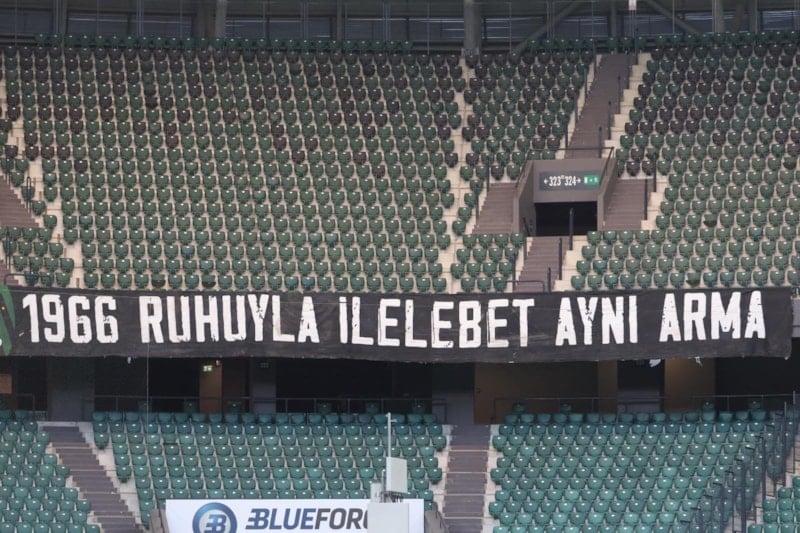 ←323 324→
1966 RUHUYLA İLELEBET AYNI ARMA
BLUEFOR